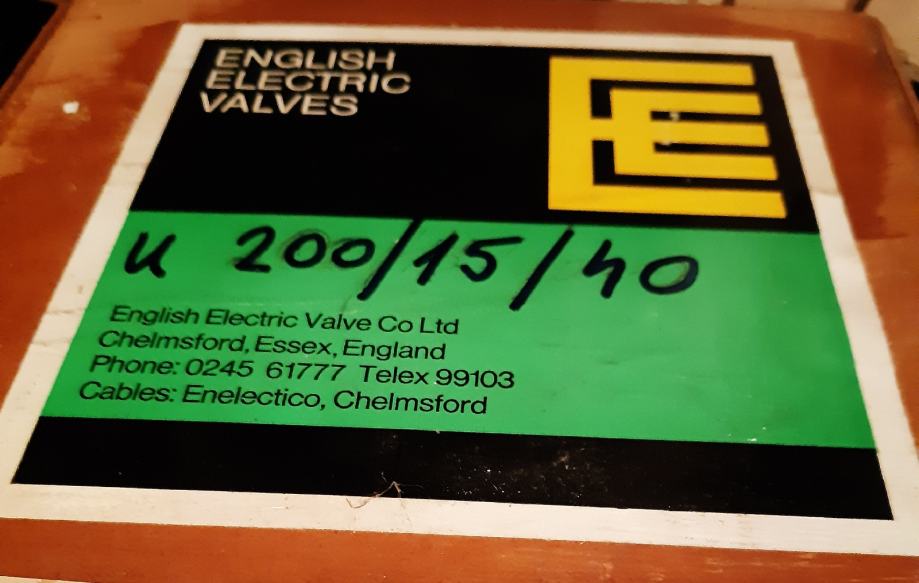 ENGLISH
ELECTRIC
VALVES
EE
u 200/15/40
English Electric Valve Co Ltd
Chelmsford, Essex, England
Phone: 0245 61777 Telex 99103
Cables: Enelectico, Chelmsford